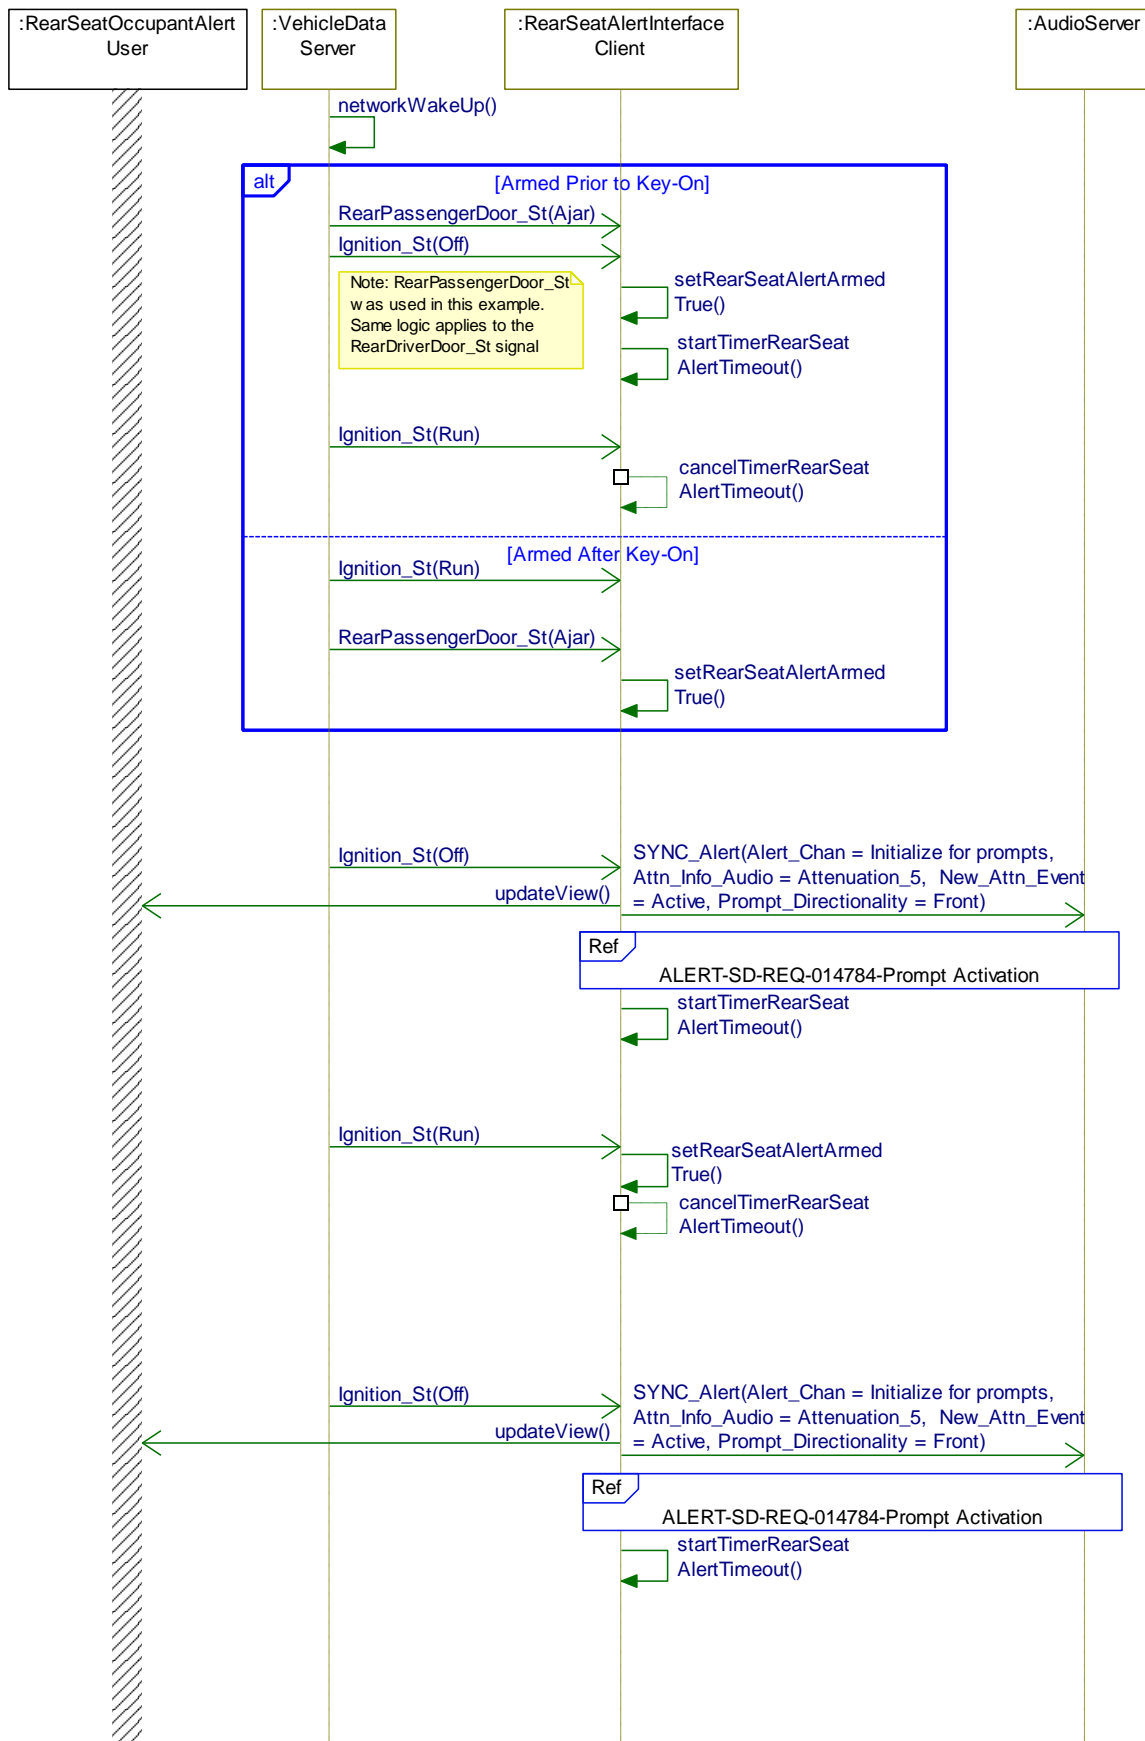 :RearSeatOccupantAlert
User
:VehicleData
Server
:RearSeatAlertInterface
Client
:AudioServer
networkWakeUp()
alt
[Armed Prior to Key-On]
RearPassengerDoor_St(Ajar)
Ignition_St(Off)
Note: RearPassengerDoor_St
was used in this example.
Same logic applies to the
RearDriverDoor_St signal
setRearSeatAlertArmed
True()
startTimerRearSeat
AlertTimeout()
Ignition_St(Run)
cancelTimerRearSeat
AlertTimeout()
[Armed After Key-On]
Ignition_St(Run)
RearPassengerDoor_St(Ajar)
setRearSeatAlertArmed
True()
Ignition_St(Off)
updateView()
SYNC_Alert(Alert_Chan = Initialize for prompts,
Attn_Info_Audio = Attenuation_5, New_Attn_Event
= Active, Prompt_Directionality = Front)
Ref
ALERT-SD-REQ-014784-Prompt Activation
startTimerRearSeat
AlertTimeout()
Ignition_St(Run)
setRearSeatAlertArmed
True()
cancelTimerRearSeat
AlertTimeout()
Ignition_St(Off)
updateView()
SYNC_Alert(Alert_Chan = Initialize for prompts,
Attn_Info_Audio = Attenuation_5, New_Attn_Event
= Active, Prompt_Directionality = Front)
Ref
ALERT-SD-REQ-014784-Prompt Activation
startTimerRearSeat
AlertTimeout()